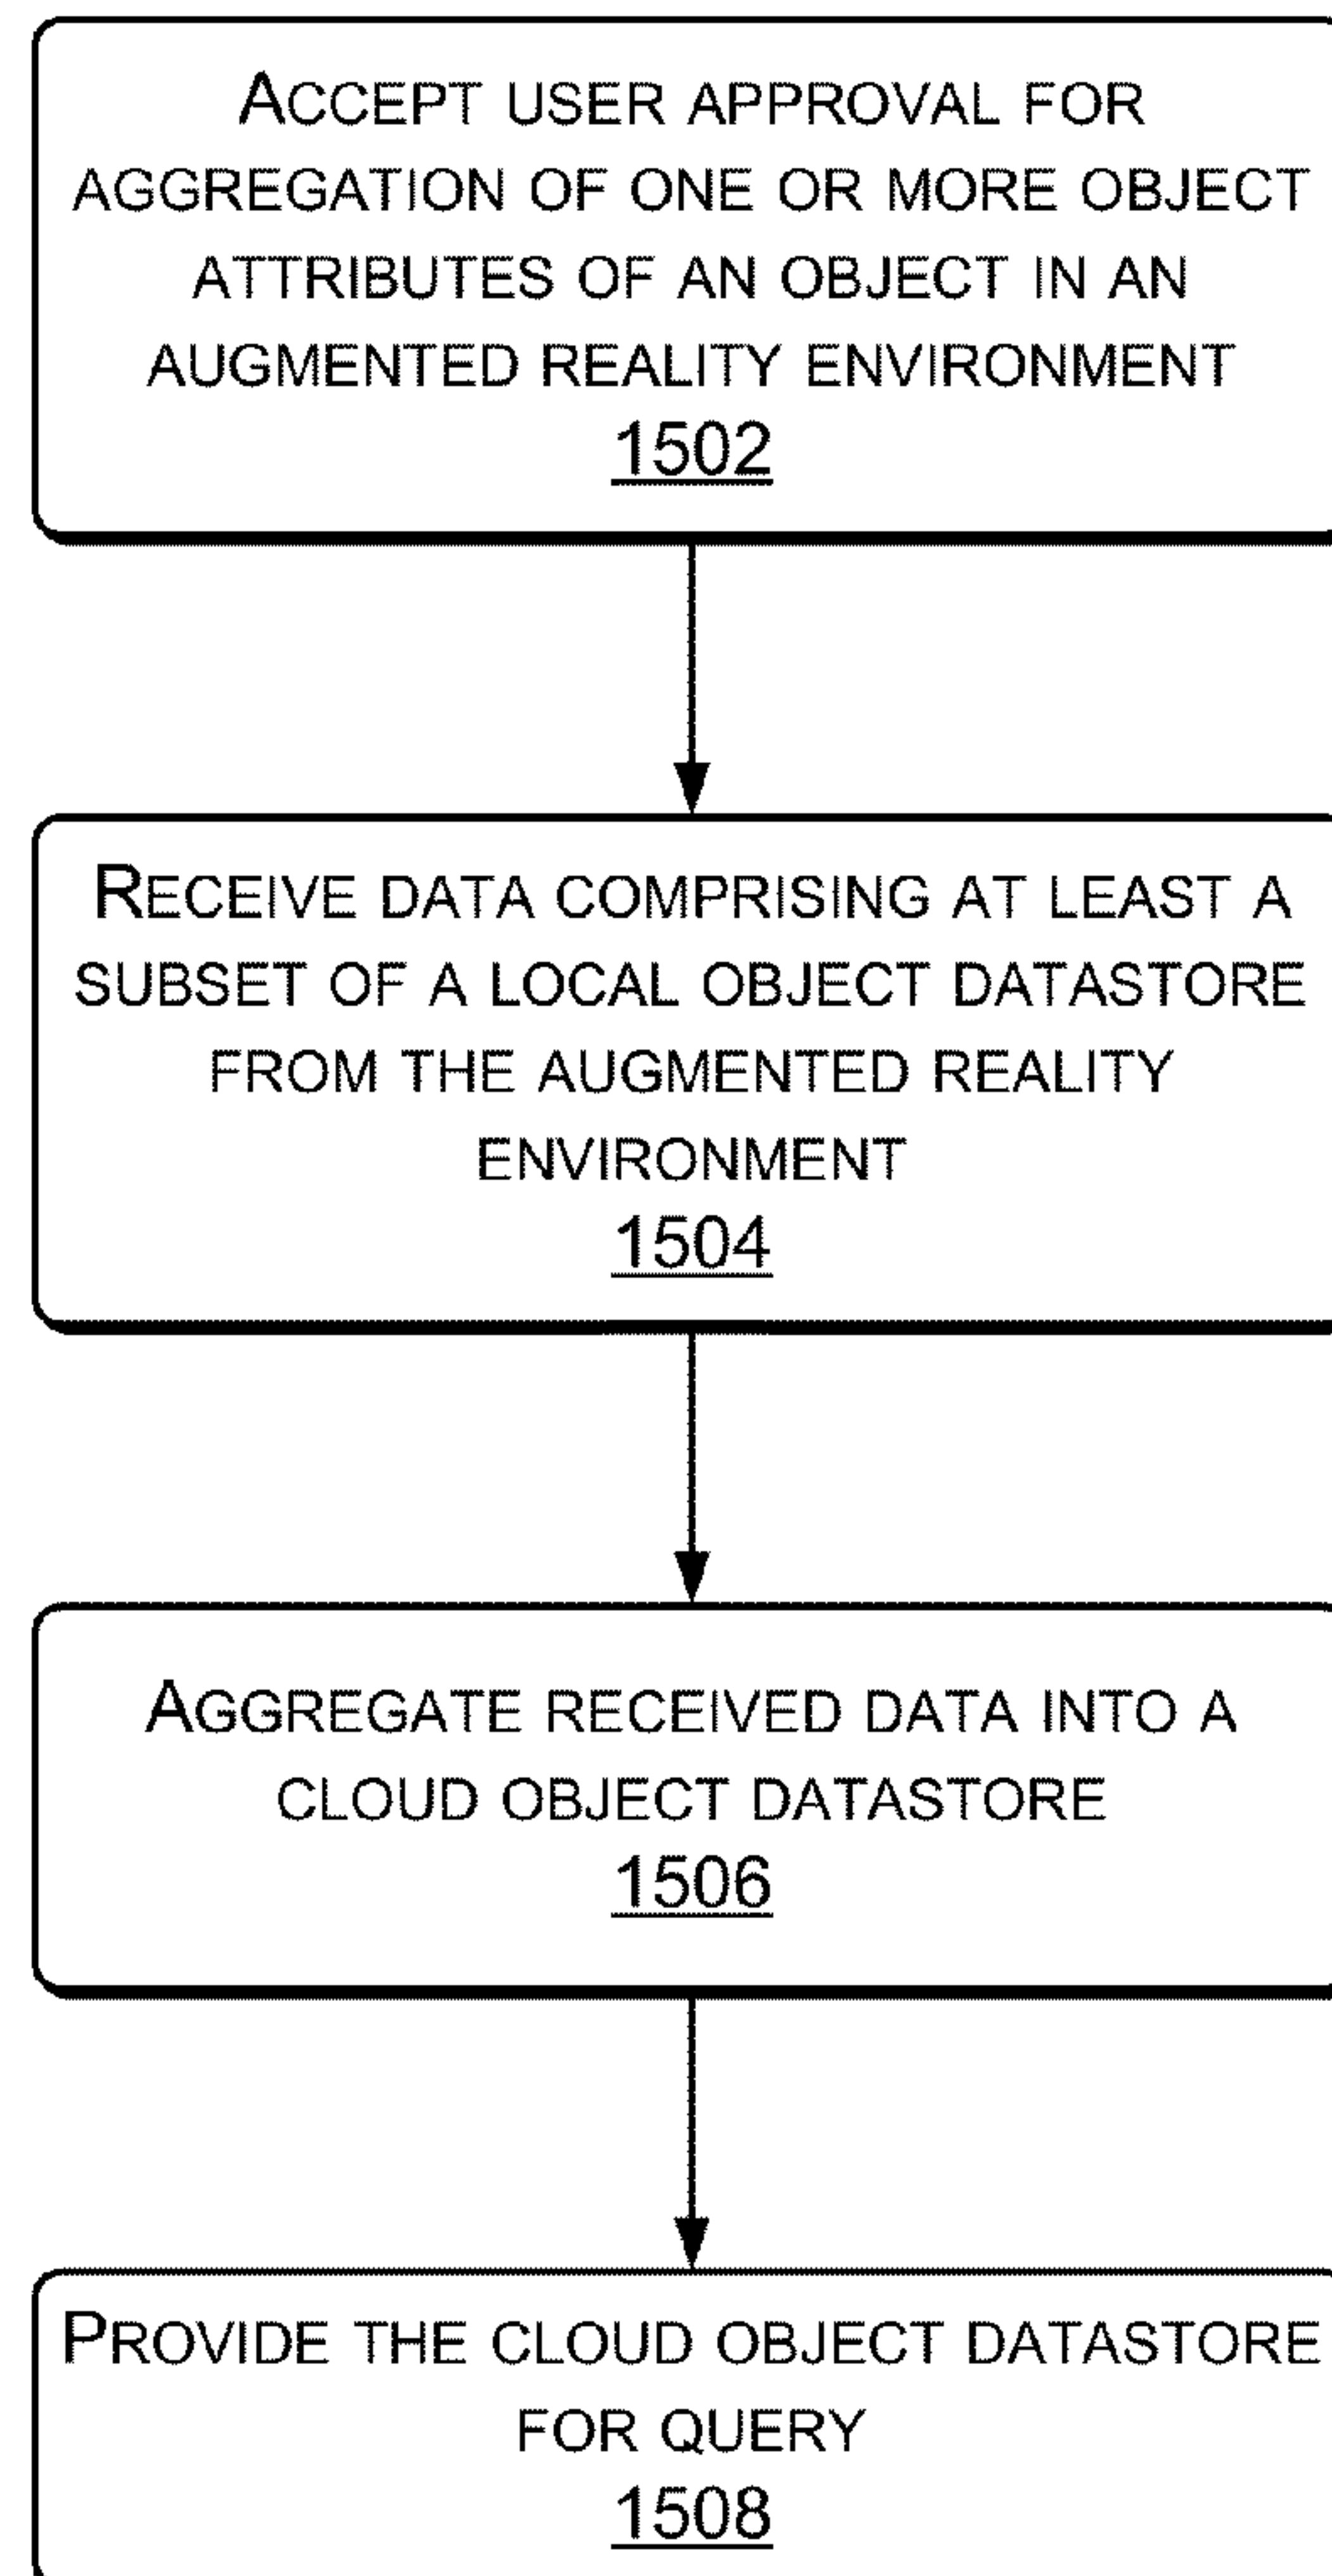 ACCEPT USER APPROVAL FOR
AGGREGATION OF ONE OR MORE OBJECT
ATTRIBUTES OF AN OBJECT IN AN
AUGMENTED REALITY ENVIRONMENT
1502
RECEIVE DATA COMPRISING AT LEAST A
SUBSET OF A LOCAL OBJECT DATASTORE
FROM THE AUGMENTED REALITY
ENVIRONMENT
1504
AGGREGATE RECEIVED DATA INTO A
CLOUD OBJECT DATASTORE
1506
PROVIDE THE CLOUD OBJECT DATASTORE
FOR QUERY
1508